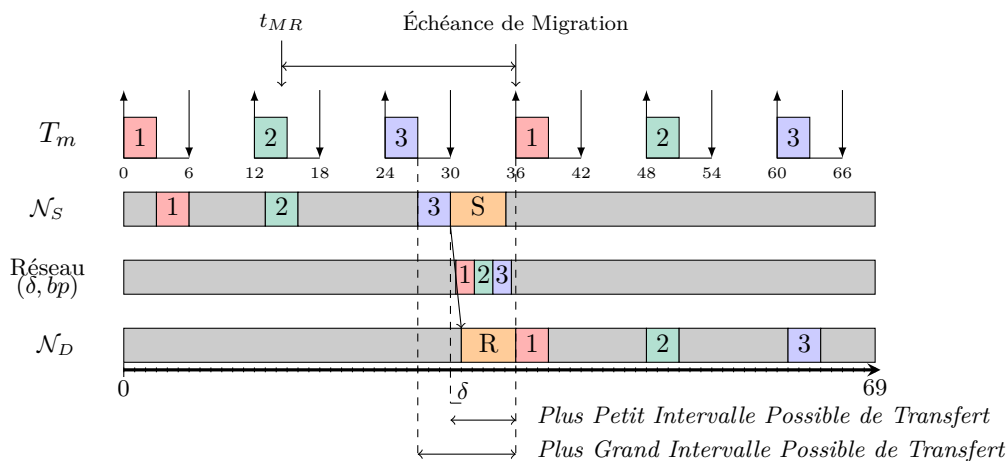 t_{MR} Échéance de Migration
T_m 1 2 3 1 2 3
0 6 12 18 24 30 36 42 48 54 60 66
N_S 1 2 3 S
Réseau 1 2 3
(δ, bp)
N_D R 1 2 3
0 69
δ
Plus Petit Intervalle Possible de Transfert
Plus Grand Intervalle Possible de Transfert